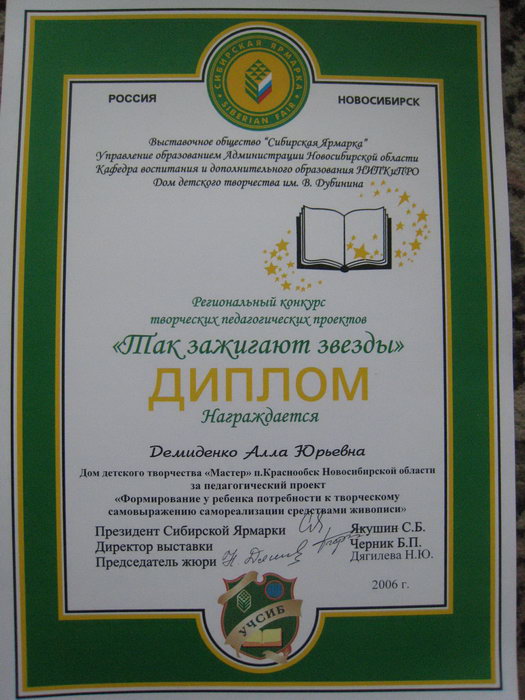 СИБИРСКАЯ ЯРМАРКА
SIBERIAN FAIR
РОССИЯ
НОВОСИБИРСК
Выставочное общество "Сибирская Ярмарка"
Управление образованием Администрации Новосибирской области
Кафедра воспитания и дополнительного образования НИПКиПРО
Дом детского творчества им. В. Дубинина
Региональный конкурс
творческих педагогических проектов
«Так зажигают звезды»
ДИПЛОМ
Награждается
Демиденко Алла Юрьевна
Дом детского творчества «Мастер» п.Краснообск Новосибирской области
за педагогический проект
«Формирование у ребенка потребности к творческому
самовыражению самореализации средствами живописи»
Президент Сибирской Ярмарки Якушин С.Б.
Директор выставки Черник Б.П.
Председатель жюри Дягилева Н.Ю.
УЧСИБ
2006 г.